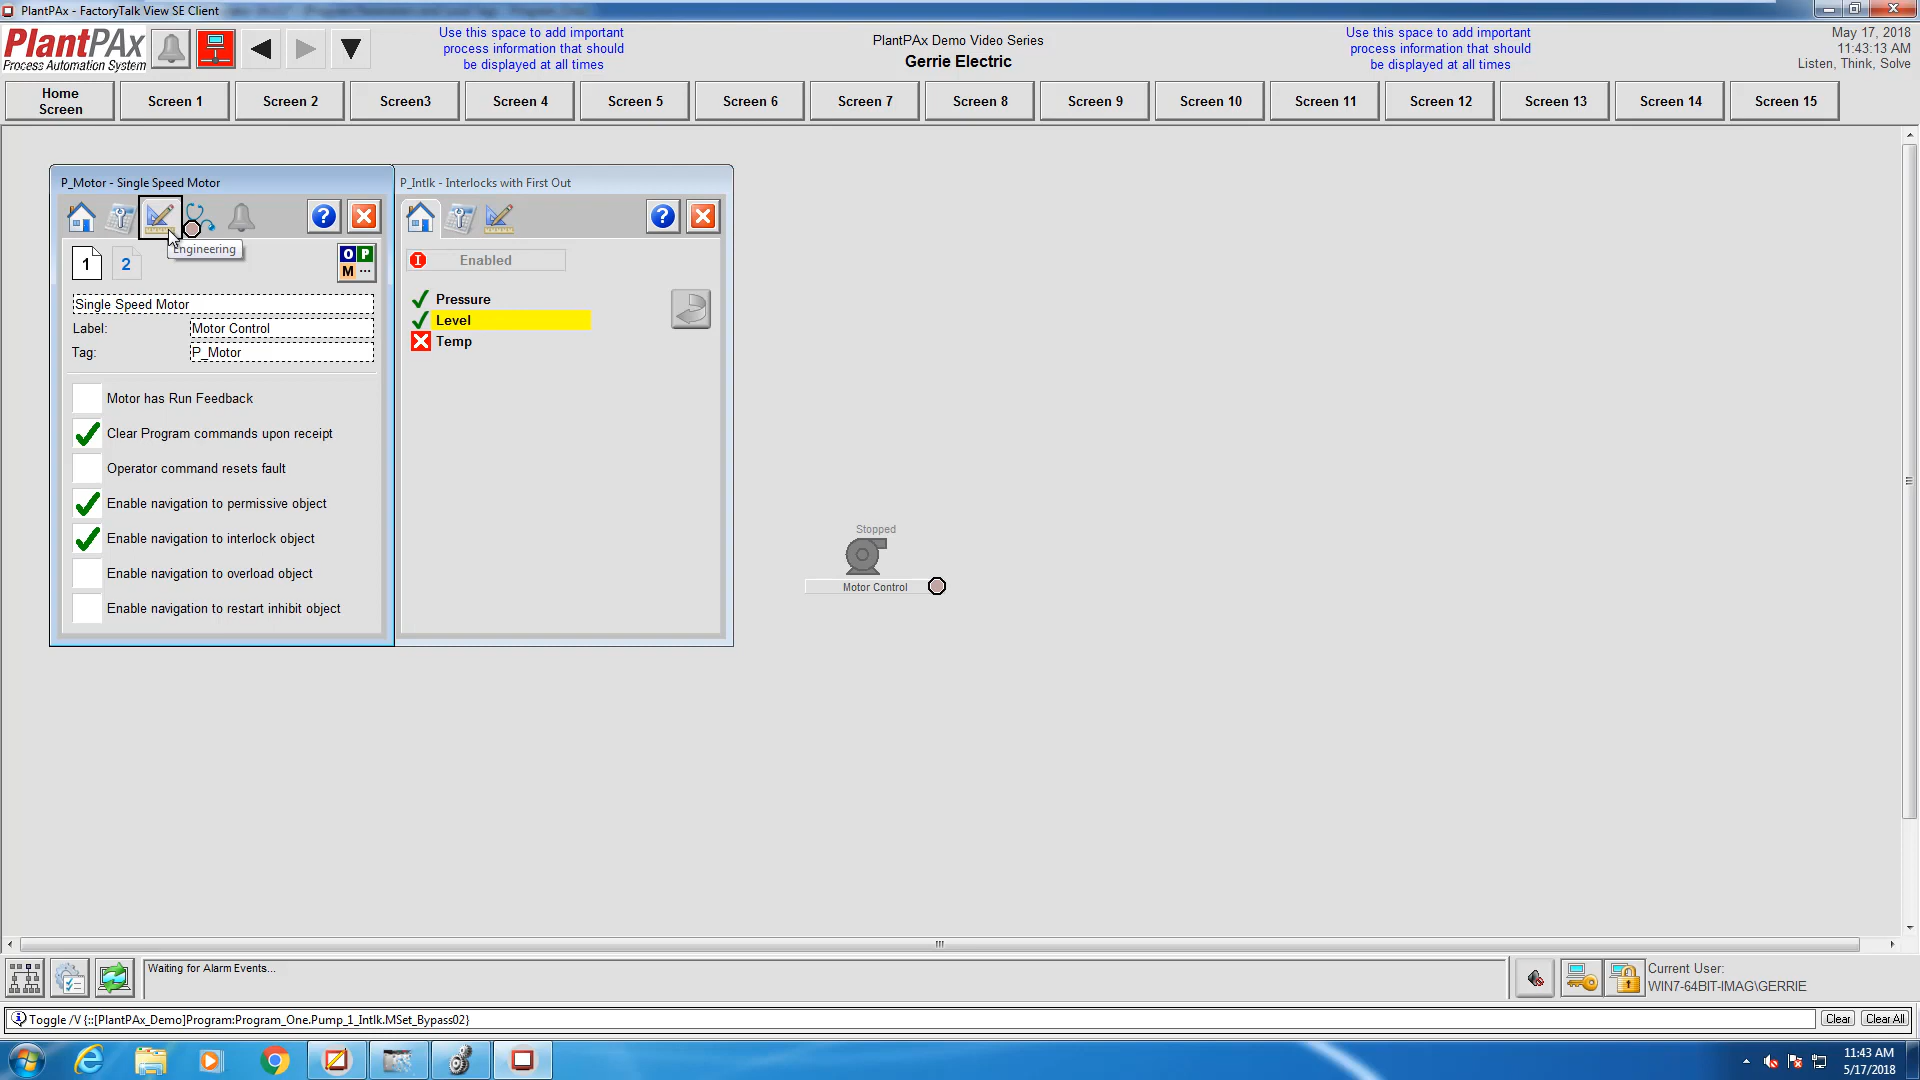 PlantPAx - FactoryTalk View SE Client
PlantPAx
Process Automation System
Use this space to add important
process information that should
be displayed at all times
PlantPAx Demo Video Series
Gerrie Electric
Use this space to add important
process information that should
be displayed at all times
May 17, 2018
11:43:13 AM
Listen, Think, Solve
Home
Screen
Screen 1
Screen 2
Screen3
Screen 4
Screen 5
Screen 6
Screen 7
Screen 8
Screen 9
Screen 10
Screen 11
Screen 12
Screen 13
Screen 14
Screen 15
P_Motor - Single Speed Motor
?
Engineering
1
2
O P
M ...
Single Speed Motor
Label:
Motor Control
Tag:
P_Motor
Motor has Run Feedback
Clear Program commands upon receipt
Operator command resets fault
Enable navigation to permissive object
Enable navigation to interlock object
Enable navigation to overload object
Enable navigation to restart inhibit object
P_Intlk - Interlocks with First Out
?
I
Enabled
Pressure
Level
Temp
Stopped
Motor Control
Waiting for Alarm Events...
Current User:
WIN7-64BIT-IMAG\GERRIE
Toggle /V {::[PlantPAx_Demo]Program:Program_One.Pump_1_Intlk.MSet_Bypass02}
Clear
Clear All
11:43 AM
5/17/2018